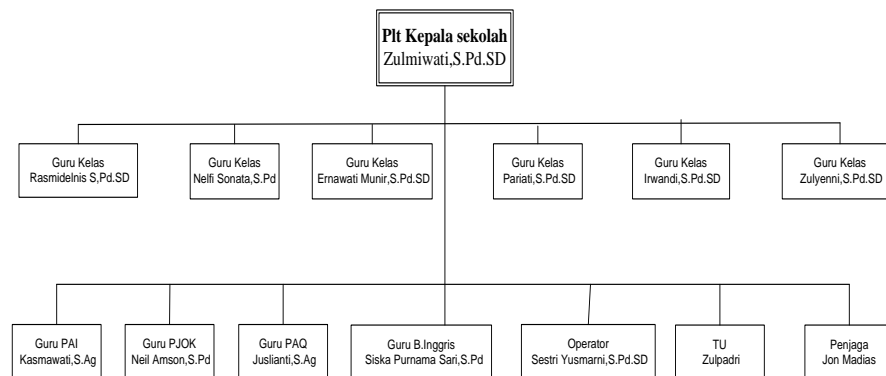 Plt Kepala sekolah
Zulmiwati,S.Pd.SD
Guru Kelas
Rasmidelnis S,Pd.SD
Guru Kelas
Nelfi Sonata,S.Pd
Guru Kelas
Ernawati Munir,S.Pd.SD
Guru Kelas
Pariati,S.Pd.SD
Guru Kelas
Irwandi,S.Pd.SD
Guru Kelas
Zulyenni,S.Pd.SD
Guru PAI
Kasmawati,S.Ag
Guru PJOK
Neil Amson,S.Pd
Guru PAQ
Juslianti,S.Ag
Guru B.Inggris
Siska Purnama Sari,S.Pd
Operator
Sestri Yusmarni,S.Pd.SD
TU
Zulpadri
Penjaga
Jon Madias